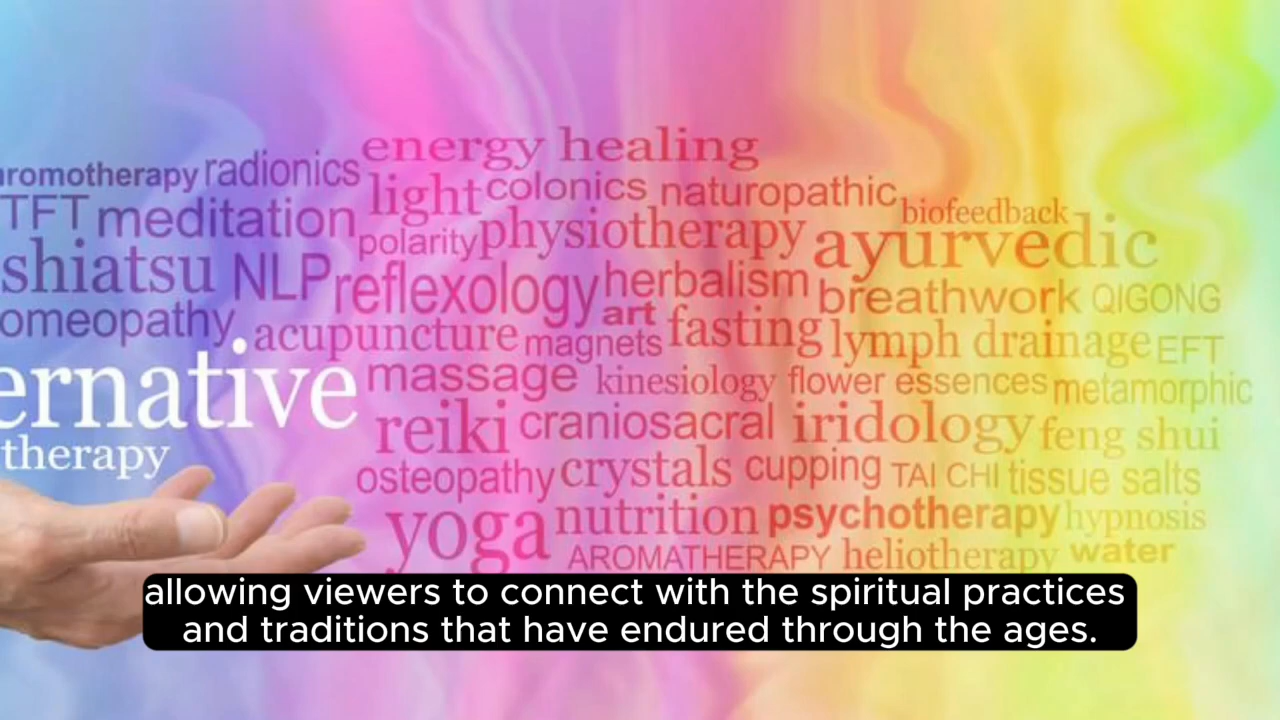 energy healing
aromotherapy radionics light colonics naturopathic biofeedback
TFT meditation polarity physiotherapy ayurvedic
shiatsu NLP reflexology herbalism breathwork QIGONG
omeopathy acupuncture magnets art fasting lymph drainage EFT
ernative massage kinesiology flower essences metamorphic
therapy reiki craniosacral iridology feng shui
osteopathy crystals cupping TAI CHI tissue salts
yoga nutrition psychotherapy hypnosis
AROMATHERAPY heliotherapy water
allowing viewers to connect with the spiritual practices
and traditions that have endured through the ages.